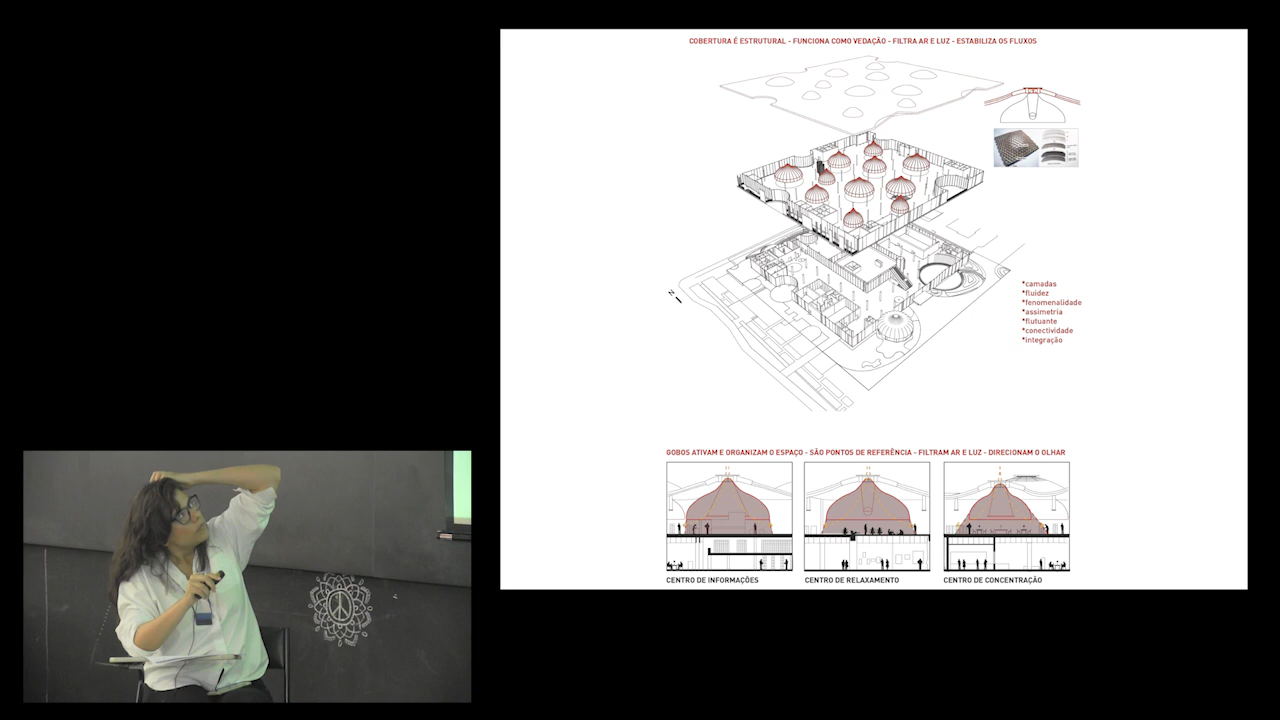 COBERTURA É ESTRUTURAL - FUNCIONA COMO VEDAÇÃO - FILTRA AR E LUZ - ESTABILIZA OS FLUXOS
N
*camadas
*fluidez
*fenomenalidade
*assimetria
*flutuante
*conectividade
*integração
GOBOS ATIVAM E ORGANIZAM O ESPAÇO - SÃO PONTOS DE REFERÊNCIA - FILTRAM AR E LUZ - DIRECIONAM O OLHAR
CENTRO DE INFORMAÇÕES
CENTRO DE RELAXAMENTO
CENTRO DE CONCENTRAÇÃO